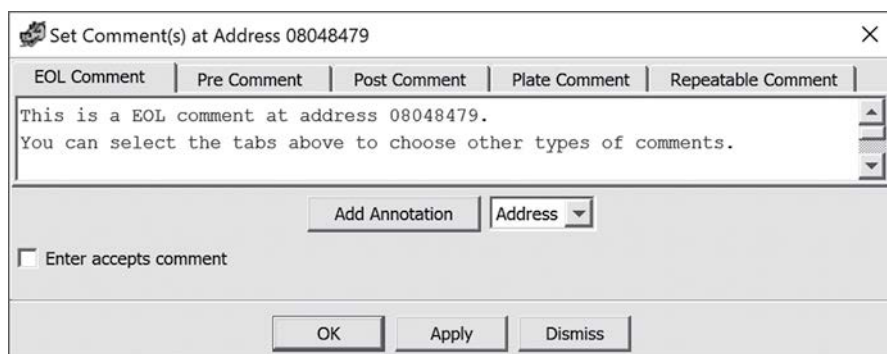 Set Comment(s) at Address 08048479
EOL Comment Pre Comment Post Comment Plate Comment Repeatable Comment
This is a EOL comment at address 08048479.
You can select the tabs above to choose other types of comments.
Add Annotation Address
Enter accepts comment
OK Apply Dismiss